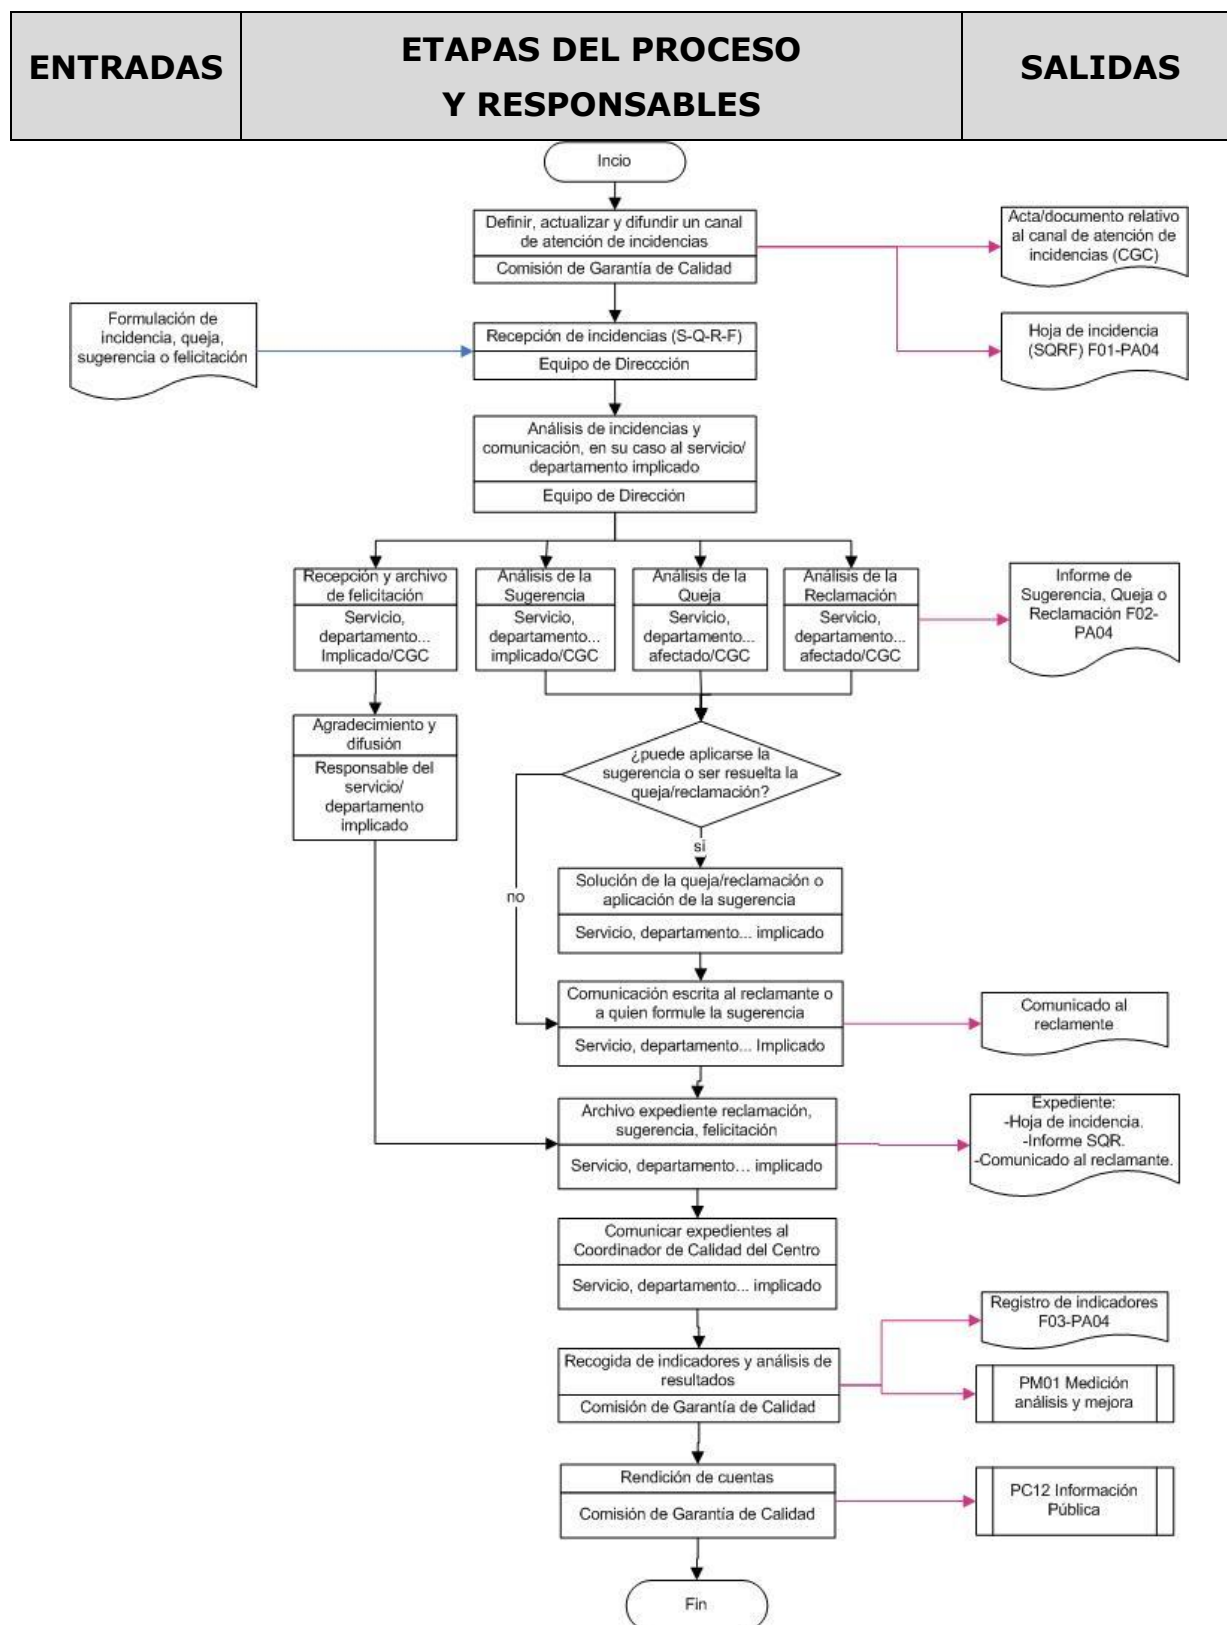 ENTRADAS
ETAPAS DEL PROCESO
Y RESPONSABLES
SALIDAS
Incio
Definir, actualizar y difundir un canal
de atención de incidencias
Comisión de Garantía de Calidad
Acta/documento relativo
al canal de atención de
incidencias (CGC)
Formulación de
incidencia, queja,
sugerencia o felicitación
Recepción de incidencias (S-Q-R-F)
Equipo de Direccción
Hoja de incidencia
(SQRF) F01-PA04
Análisis de incidencias y
comunicación, en su caso al servicio/
departamento implicado
Equipo de Dirección
Recepción y archivo
de felicitación
Servicio,
departamento...
Implicado/CGC
Análisis de la
Sugerencia
Servicio,
departamento...
implicado/CGC
Análisis de la
Queja
Servicio,
departamento...
afectado/CGC
Análisis de la
Reclamación
Servicio,
departamento...
afectado/CGC
Informe de
Sugerencia, Queja o
Reclamación F02-
PA04
Agradecimiento y
difusión
Responsable del
servicio/
departamento
implicado
¿puede aplicarse la
sugerencia o ser resuelta la
queja/reclamación?
si
no
Solución de la queja/reclamación o
aplicación de la sugerencia
Servicio, departamento... implicado
Comunicación escrita al reclamante o
a quien formule la sugerencia
Servicio, departamento... Implicado
Comunicado al
reclamente
Archivo expediente reclamación,
sugerencia, felicitación
Servicio, departamento... implicado
Expediente:
-Hoja de incidencia.
-Informe SQR.
-Comunicado al reclamante.
Comunicar expedientes al
Coordinador de Calidad del Centro
Servicio, departamento... implicado
Registro de indicadores
F03-PA04
Recogida de indicadores y análisis de
resultados
Comisión de Garantía de Calidad
PM01 Medición
análisis y mejora
Rendición de cuentas
Comisión de Garantía de Calidad
PC12 Información
Pública
Fin